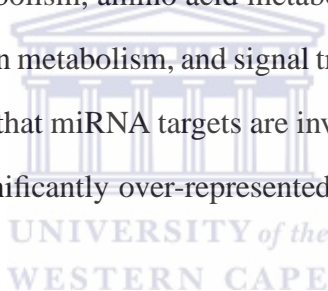 bolism, amino acid metabo
n metabolism, and signal tr
that miRNA targets are inv
nificantly over-represented
UNIVERSITY of the
WESTERN CAPE